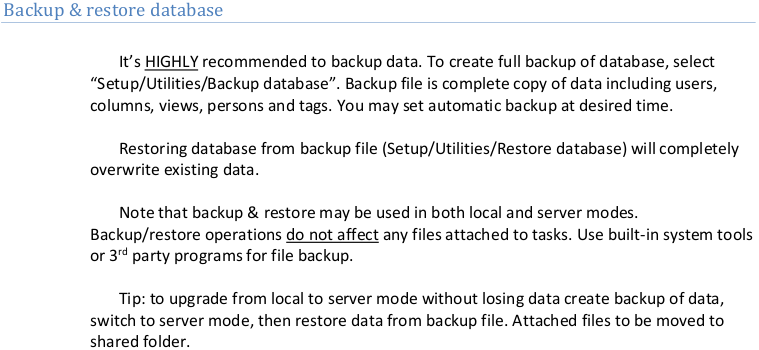 Backup & restore database
It's HIGHLY recommended to backup data. To create full backup of database, select
“Setup/Utilities/Backup database”. Backup file is complete copy of data including users,
columns, views, persons and tags. You may set automatic backup at desired time.
Restoring database from backup file (Setup/Utilities/Restore database) will completely
overwrite existing data.
Note that backup & restore may be used in both local and server modes.
Backup/restore operations do not affect any files attached to tasks. Use built-in system tools
or 3rd party programs for file backup.
Tip: to upgrade from local to server mode without losing data create backup of data,
switch to server mode, then restore data from backup file. Attached files to be moved to
shared folder.